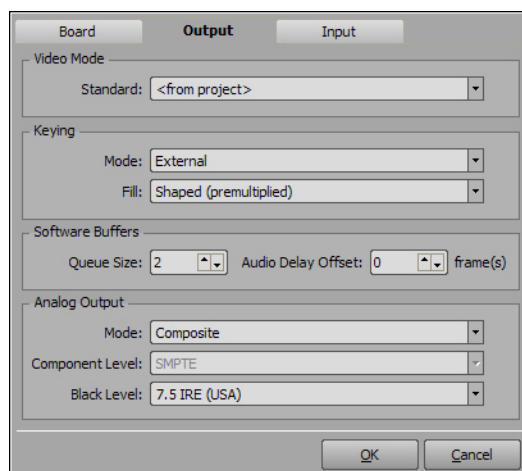 Board Output Input
Video Mode
Standard: <from project>
Keying
Mode: External
Fill: Shaped (premultiplied)
Software Buffers
Queue Size: 2 Audio Delay Offset: 0 frame(s)
Analog Output
Mode: Composite
Component Level: SMPTE
Black Level: 7.5 IRE (USA)
OK Cancel